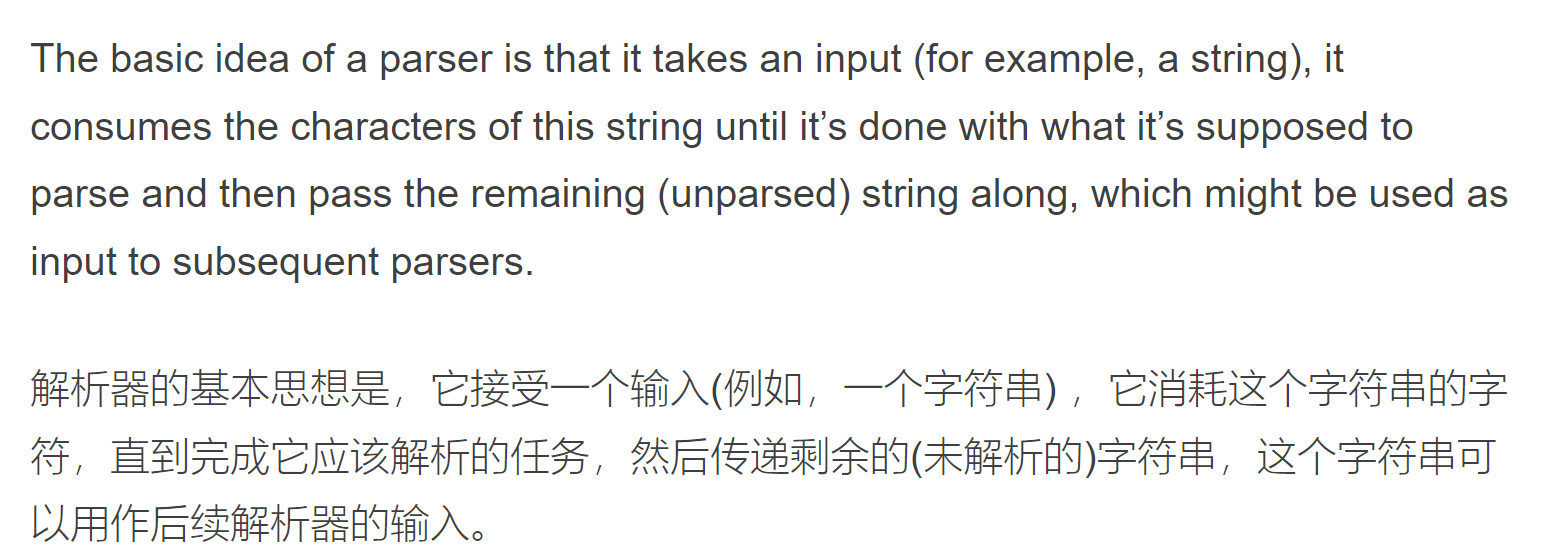 The basic idea of a parser is that it takes an input (for example, a string), it
consumes the characters of this string until it’s done with what it’s supposed to
parse and then pass the remaining (unparsed) string along, which might be used as
input to subsequent parsers.
解析器的基本思想是，它接受一个输入(例如，一个字符串) ，它消耗这个字符串的字
符，直到完成它应该解析的任务，然后传递剩余的(未解析的)字符串，这个字符串可
以用作后续解析器的输入。